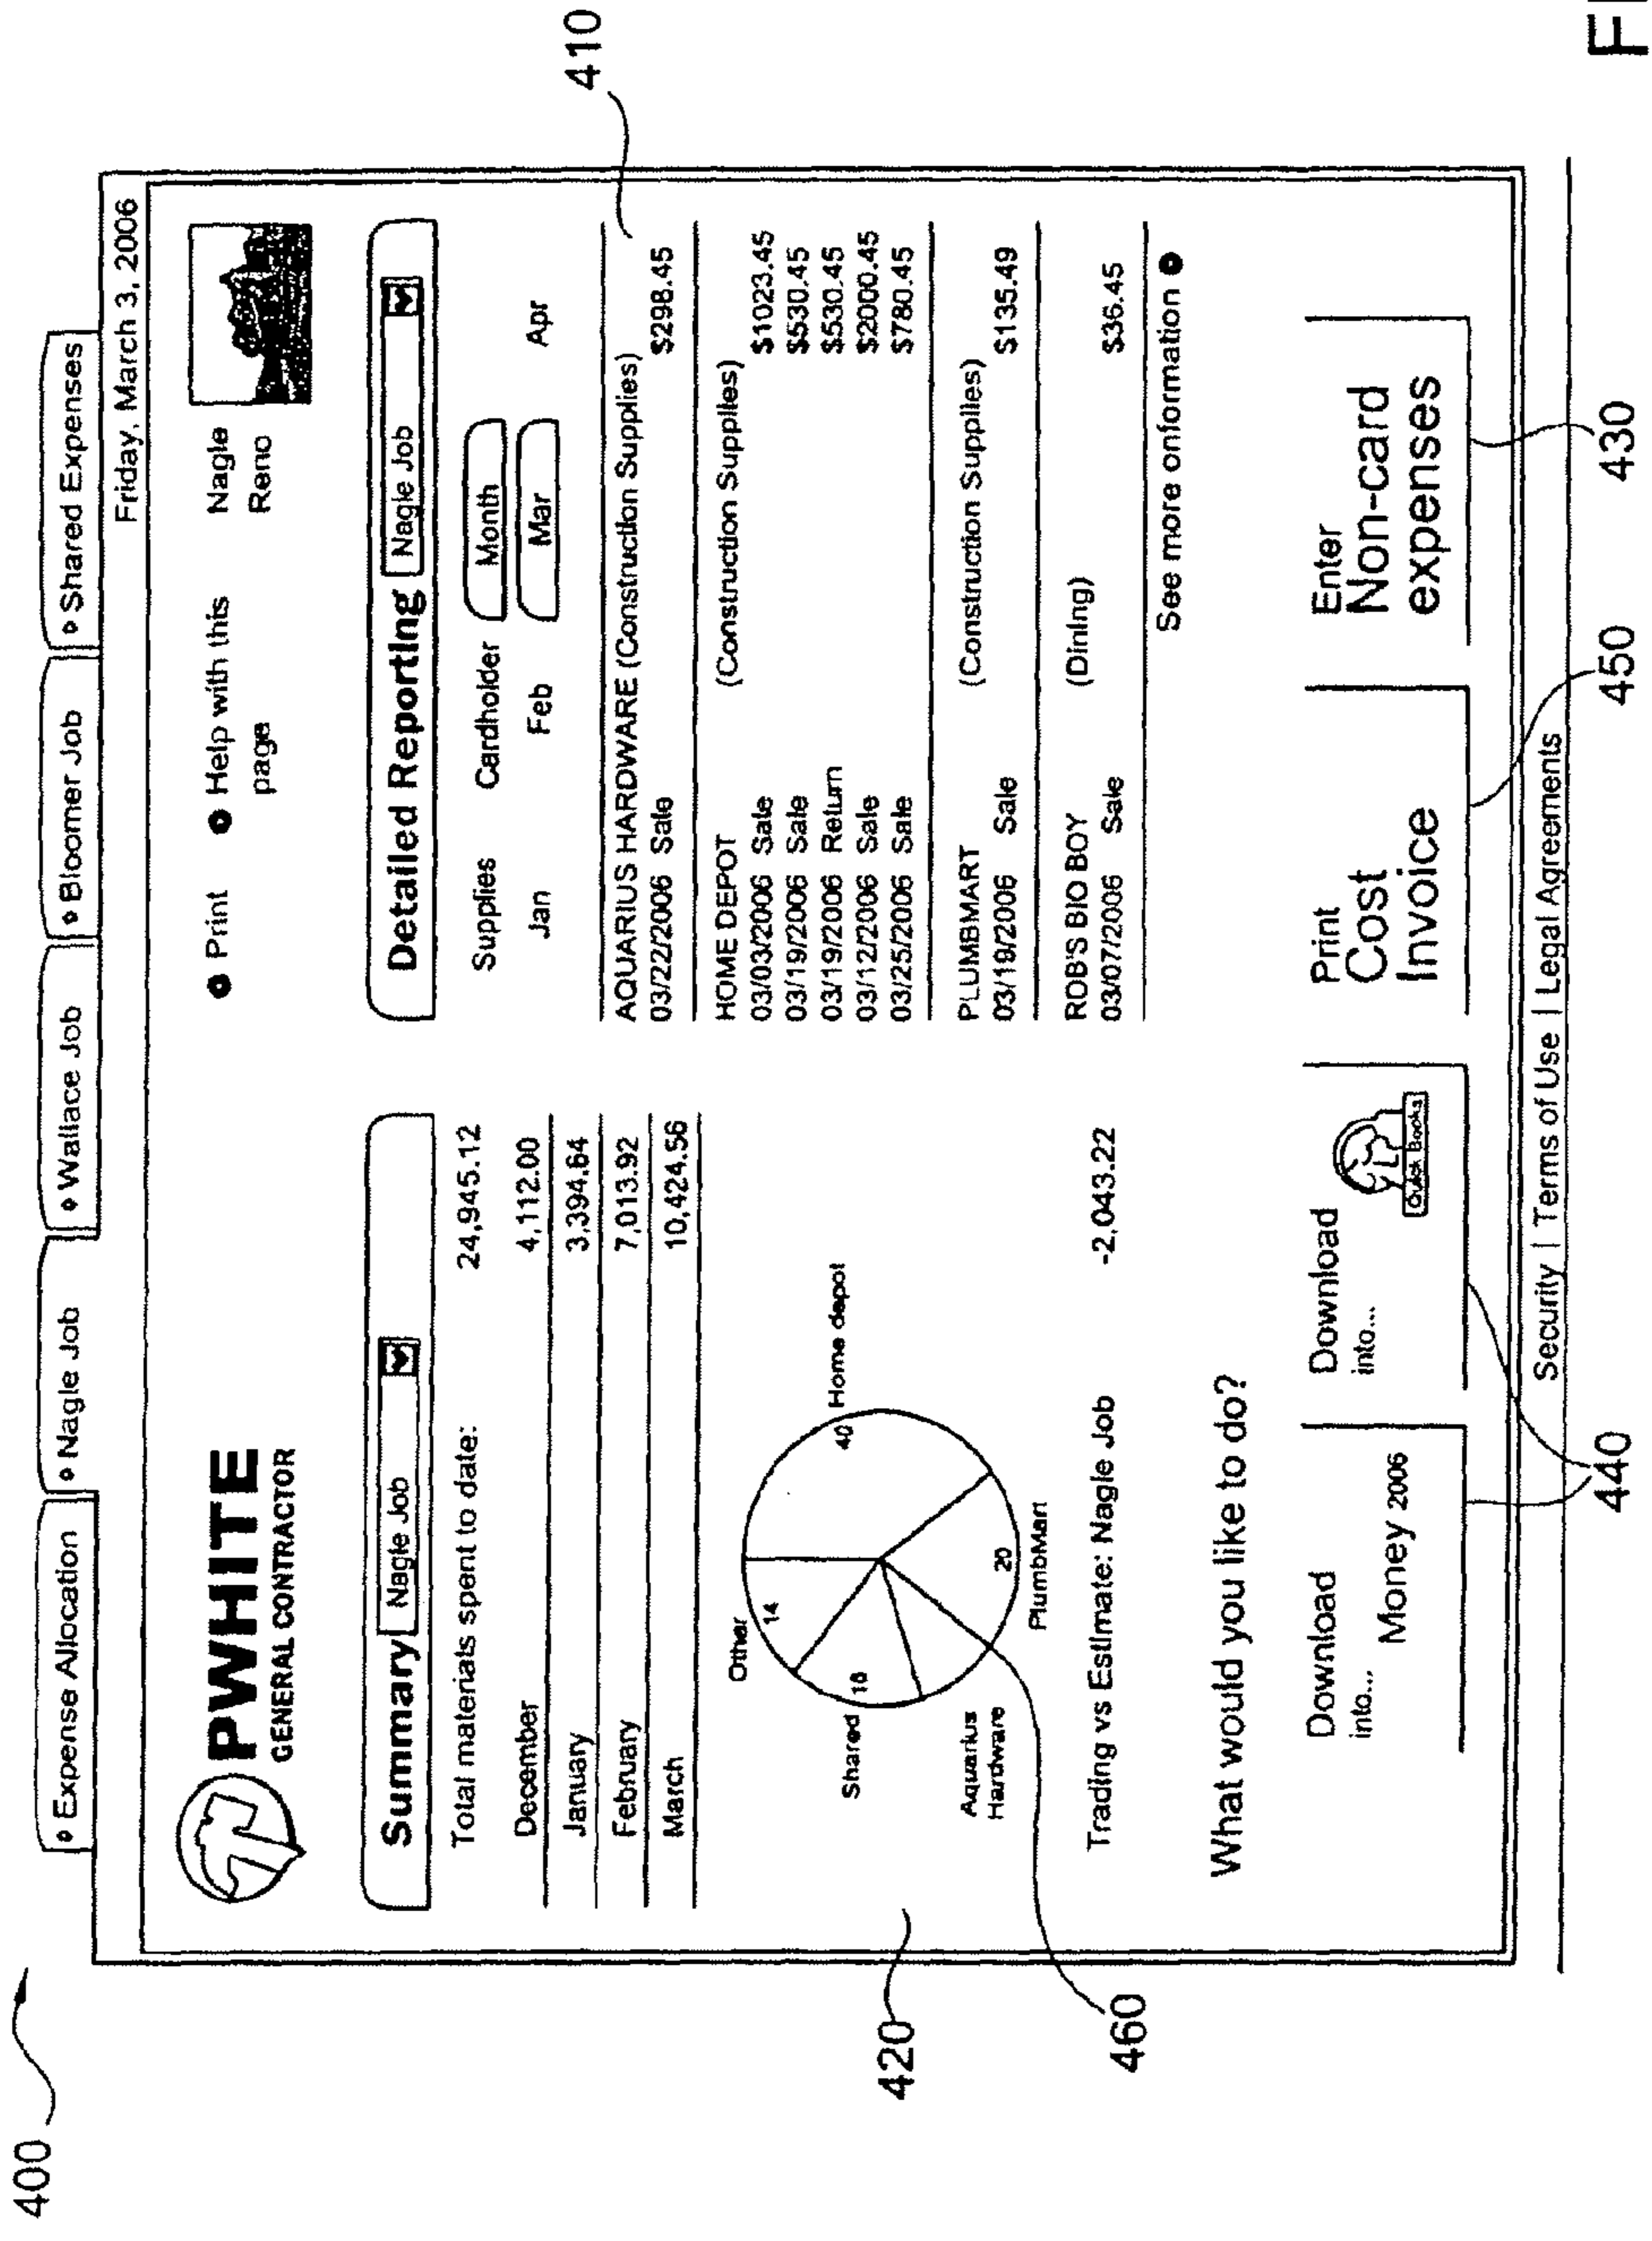 400
Expense Allocation
Nagle Job
Wallace Job
Bloomer Job
Shared Expenses
Friday, March 3, 2006
PWHITE
GENERAL CONTRACTOR
Print
Help with this
page
Nagle
Reno
Summary Nagle Job
Total materials spent to date: 24,945.12
December 4,112.00
January 3,394.64
February 7,013.92
March 10,424.56
Other
14
40
Home depot
Shared
16
20
PlumbMart
Aquarius
Hardware
Trading vs Estimate: Nagle Job -2,043.22
420
460
Detailed Reporting Nagle Job
Supplies Cardholder Month
Jan Feb Mar Apr
410
AQUARIUS HARDWARE (Construction Supplies)
03/22/2006 Sale $298.45
HOME DEPOT (Construction Supplies)
03/03/2006 Sale $1023.45
03/19/2006 Sale $530.45
03/19/2006 Return $530.45
03/12/2006 Sale $2000.45
03/25/2006 Sale $780.45
PLUMBMART (Construction Supplies)
03/19/2006 Sale $135.49
ROB'S BIO BOY (Dining)
03/07/2006 Sale $36.45
See more onformation
What would you like to do?
Download
into...
Money 2006
Download
into...
Quick Books
Print
Cost
Invoice
Enter
Non-card
expenses
Security | Terms of Use | Legal Agreements
440
450
430